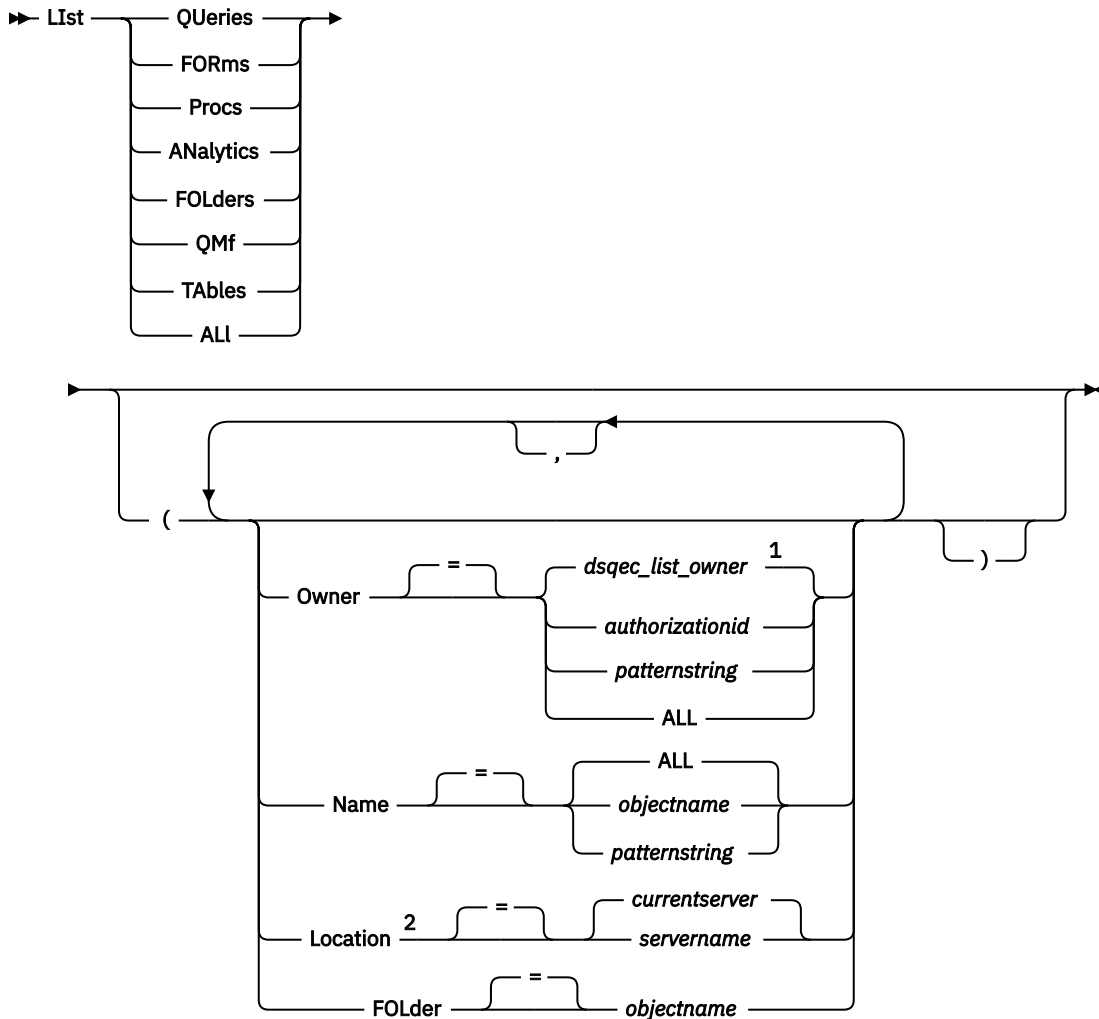 LIst QUeries
FORms
Procs
ANalytics
FOLders
QMf
TAbles
ALl
,
( )
Owner = dsqec_list_owner 1
authorizationid
patternstring
ALL
Name = ALL
objectname
patternstring
Location 2 = currentserver
servername
FOLder = objectname